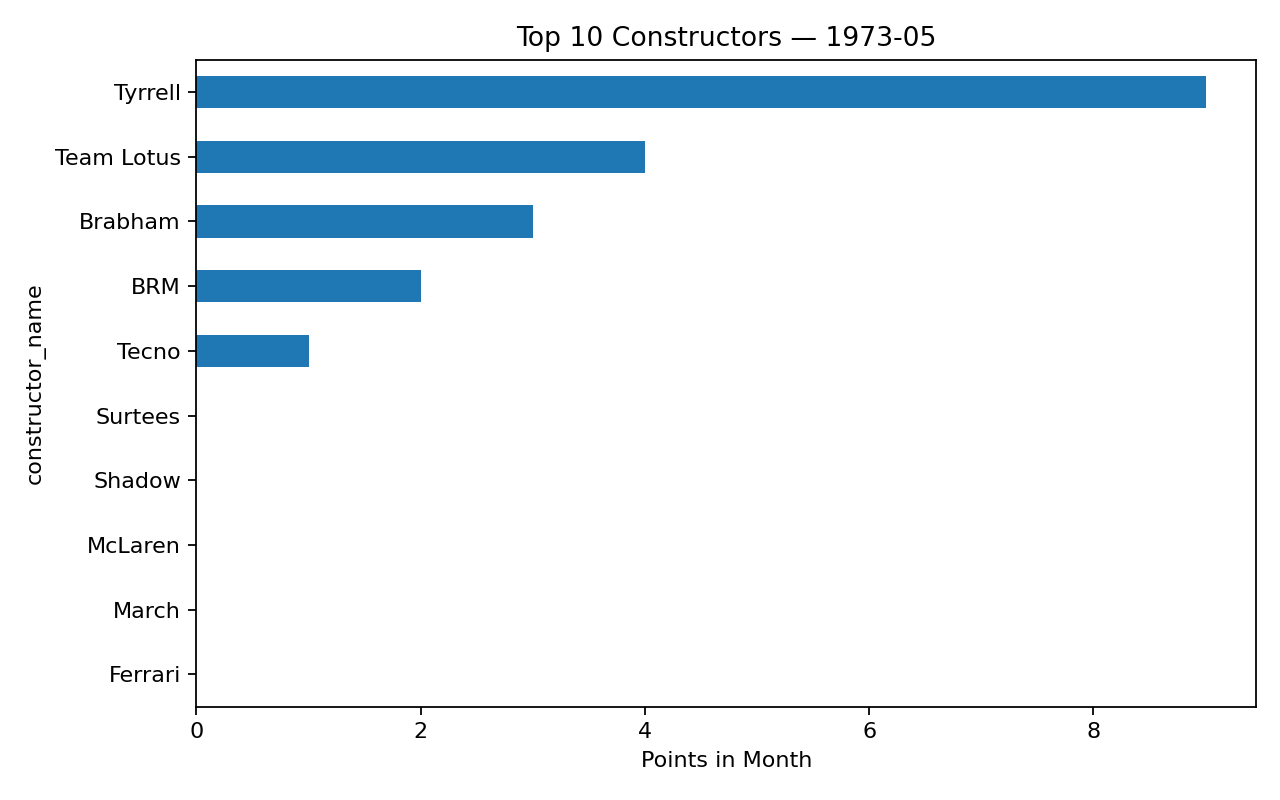 Top 10 Constructors — 1973-05
constructor_name
Tyrrell
Team Lotus
Brabham
BRM
Tecno
Surtees
Shadow
McLaren
March
Ferrari
0 2 4 6 8
Points in Month